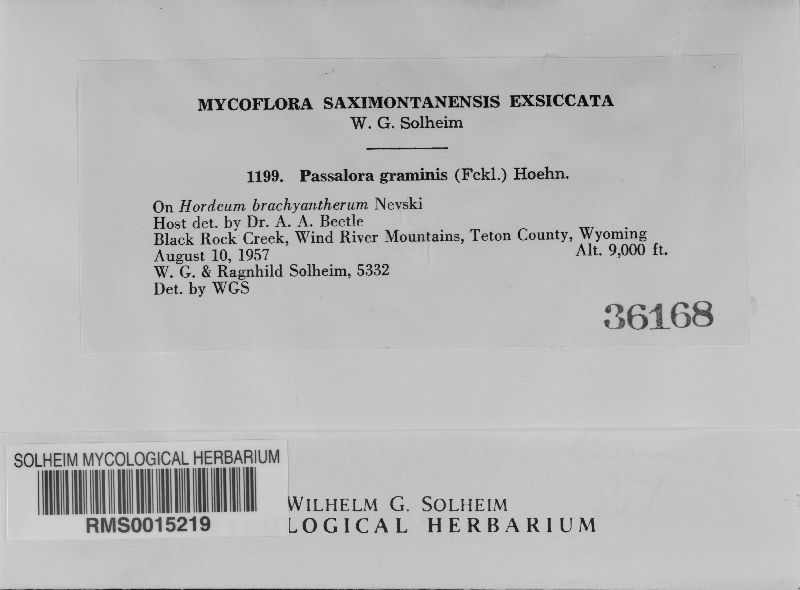 MYCOFLORA SAXIMONTANENSIS EXSICCATA
W. G. Solheim
1199. Passalora graminis (Fckl.) Hoehn.
On Hordeum brachyantherum Nevski
Host det. by Dr. A. A. Beetle
Black Rock Creek, Wind River Mountains, Teton County, Wyoming
August 10, 1957 Alt. 9,000 ft.
W. G. & Ragnhild Solheim, 5332
Det. by WGS
36168
SOLHEIM MYCOLOGICAL HERBARIUM
RMS0015219
WILHELM G. SOLHEIM
LOGICAL HERBARIUM